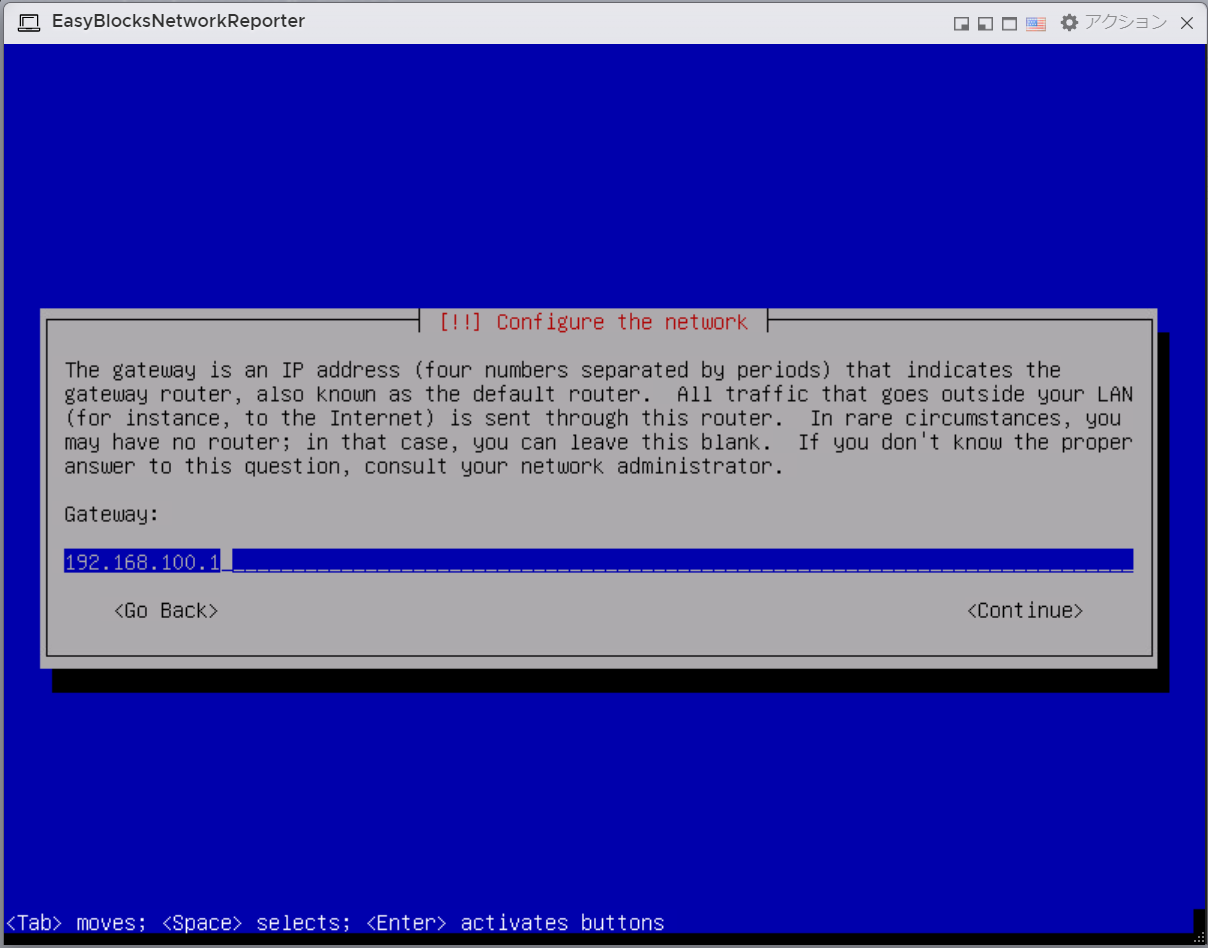 EasyBlocksNetworkReporter
アクション
[!!] Configure the network
The gateway is an IP address (four numbers separated by periods) that indicates the
gateway router, also known as the default router.  All traffic that goes outside your LAN
(for instance, to the Internet) is sent through this router.  In rare circumstances, you
may have no router; in that case, you can leave this blank.  If you don't know the proper
answer to this question, consult your network administrator.
Gateway:
192.168.100.1
<Go Back> <Continue>
<Tab> moves; <Space> selects; <Enter> activates buttons